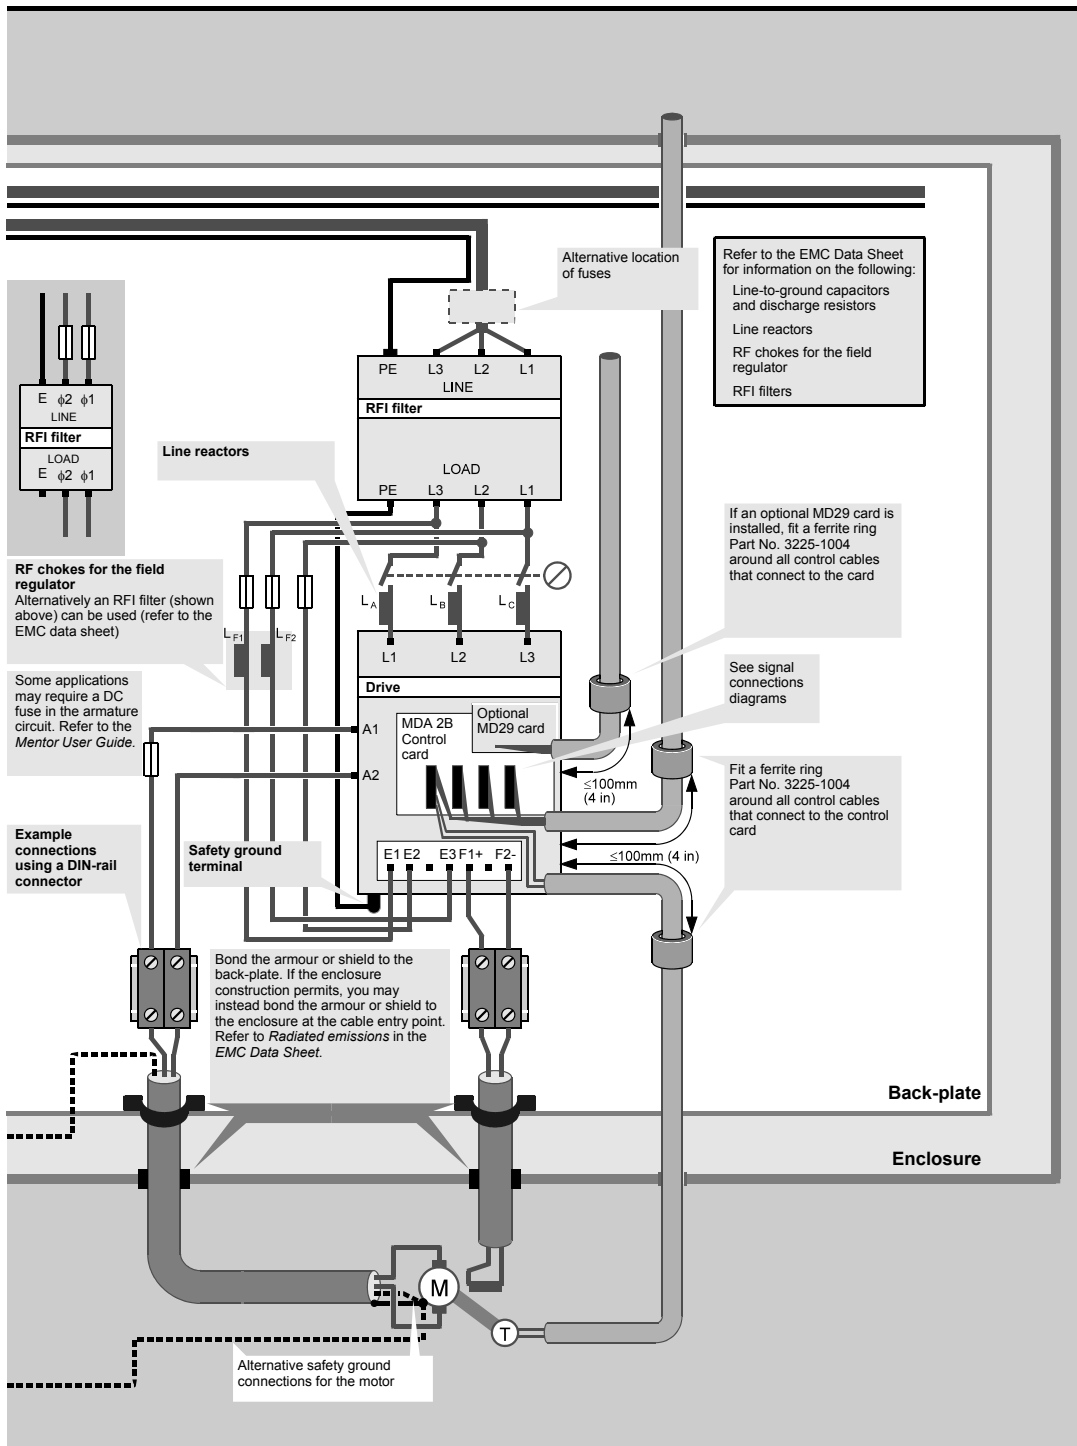 Alternative location
of fuses
Refer to the EMC Data Sheet
for information on the following:
Line-to-ground capacitors
and discharge resistors
Line reactors
RF chokes for the field
regulator
RFI filters
E ϕ2 ϕ1
LINE
RFI filter
LOAD
E ϕ2 ϕ1
PE L3 L2 L1
LINE
RFI filter
LOAD
PE L3 L2 L1
Line reactors
If an optional MD29 card is
installed, fit a ferrite ring
Part No. 3225-1004
around all control cables
that connect to the card
RF chokes for the field
regulator
Alternatively an RFI filter (shown
above) can be used (refer to the
EMC data sheet)
LA LB LC
LF1 LF2
L1 L2 L3
Drive
See signal
connections
diagrams
Some applications
may require a DC
fuse in the armature
circuit. Refer to the
Mentor User Guide.
A1
A2
MDA 2B
Control
card
Optional
MD29 card
≤100mm
(4 in)
Fit a ferrite ring
Part No. 3225-1004
around all control cables
that connect to the control
card
Example
connections
using a DIN-rail
connector
Safety ground
terminal
E1 E2 E3 F1+ F2-
≤100mm (4 in)
Bond the armour or shield to the
back-plate. If the enclosure
construction permits, you may
instead bond the armour or shield to
the enclosure at the cable entry point.
Refer to Radiated emissions in the
EMC Data Sheet.
Back-plate
Enclosure
M
T
Alternative safety ground
connections for the motor